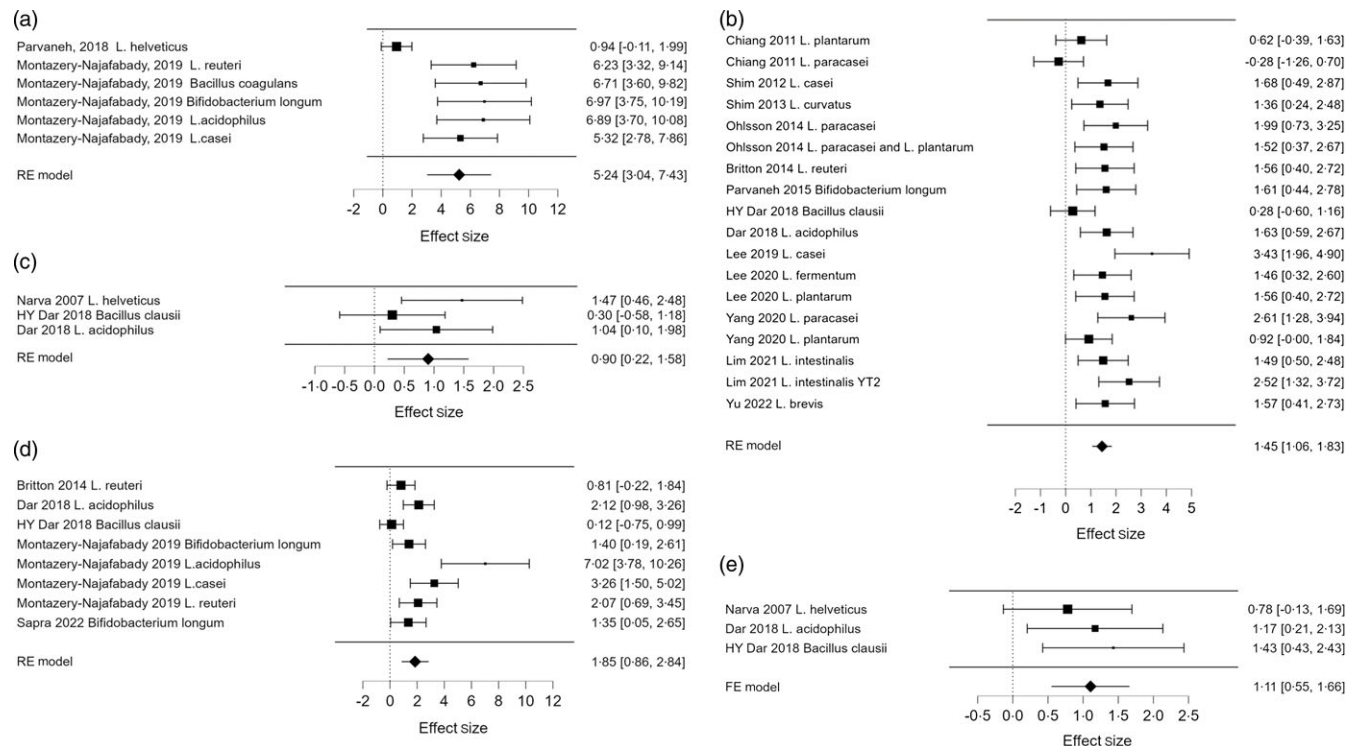 (a)
Parvaneh, 2018 L. helveticus 0·94 [-0·11, 1·99]
Montazery-Najafabady, 2019 L. reuteri 6·23 [3·32, 9·14]
Montazery-Najafabady, 2019 Bacillus coagulans 6·71 [3·60, 9·82]
Montazery-Najafabady, 2019 Bifidobacterium longum 6·97 [3·75, 10·19]
Montazery-Najafabady, 2019 L.acidophilus 6·89 [3·70, 10·08]
Montazery-Najafabady, 2019 L.casei 5·32 [2·78, 7·86]
RE model 5·24 [3·04, 7·43]
-2 0 2 4 6 8 10 12
Effect size
(b)
Chiang 2011 L. plantarum 0·62 [-0·39, 1·63]
Chiang 2011 L. paracasei -0·28 [-1·26, 0·70]
Shim 2012 L. casei 1·68 [0·49, 2·87]
Shim 2013 L. curvatus 1·36 [0·24, 2·48]
Ohlsson 2014 L. paracasei 1·99 [0·73, 3·25]
Ohlsson 2014 L. paracasei and L. plantarum 1·52 [0·37, 2·67]
Britton 2014 L. reuteri 1·56 [0·40, 2·72]
Parvaneh 2015 Bifidobacterium longum 1·61 [0·44, 2·78]
HY Dar 2018 Bacillus clausii 0·28 [-0·60, 1·16]
Dar 2018 L. acidophilus 1·63 [0·59, 2·67]
Lee 2019 L. casei 3·43 [1·96, 4·90]
Lee 2020 L. fermentum 1·46 [0·32, 2·60]
Lee 2020 L. plantarum 1·56 [0·40, 2·72]
Yang 2020 L. paracasei 2·61 [1·28, 3·94]
Yang 2020 L. plantarum 0·92 [-0·00, 1·84]
Lim 2021 L. intestinalis 1·49 [0·50, 2·48]
Lim 2021 L. intestinalis YT2 2·52 [1·32, 3·72]
Yu 2022 L. brevis 1·57 [0·41, 2·73]
RE model 1·45 [1·06, 1·83]
-2 -1 0 1 2 3 4 5
Effect size
(c)
Narva 2007 L. helveticus 1·47 [0·46, 2·48]
HY Dar 2018 Bacillus clausii 0·30 [-0·58, 1·18]
Dar 2018 L. acidophilus 1·04 [0·10, 1·98]
RE model 0·90 [0·22, 1·58]
-1·0 -0·5 0·0 0·5 1·0 1·5 2·0 2·5
Effect size
(d)
Britton 2014 L. reuteri 0·81 [-0·22, 1·84]
Dar 2018 L. acidophilus 2·12 [0·98, 3·26]
HY Dar 2018 Bacillus clausii 0·12 [-0·75, 0·99]
Montazery-Najafabady 2019 Bifidobacterium longum 1·40 [0·19, 2·61]
Montazery-Najafabady 2019 L.acidophilus 7·02 [3·78, 10·26]
Montazery-Najafabady 2019 L.casei 3·26 [1·50, 5·02]
Montazery-Najafabady 2019 L. reuteri 2·07 [0·69, 3·45]
Sapra 2022 Bifidobacterium longum 1·35 [0·05, 2·65]
RE model 1·85 [0·86, 2·84]
-2 0 2 4 6 8 10 12
Effect size
(e)
Narva 2007 L. helveticus 0·78 [-0·13, 1·69]
Dar 2018 L. acidophilus 1·17 [0·21, 2·13]
HY Dar 2018 Bacillus clausii 1·43 [0·43, 2·43]
FE model 1·11 [0·55, 1·66]
-0·5 0·0 0·5 1·0 1·5 2·0 2·5
Effect size